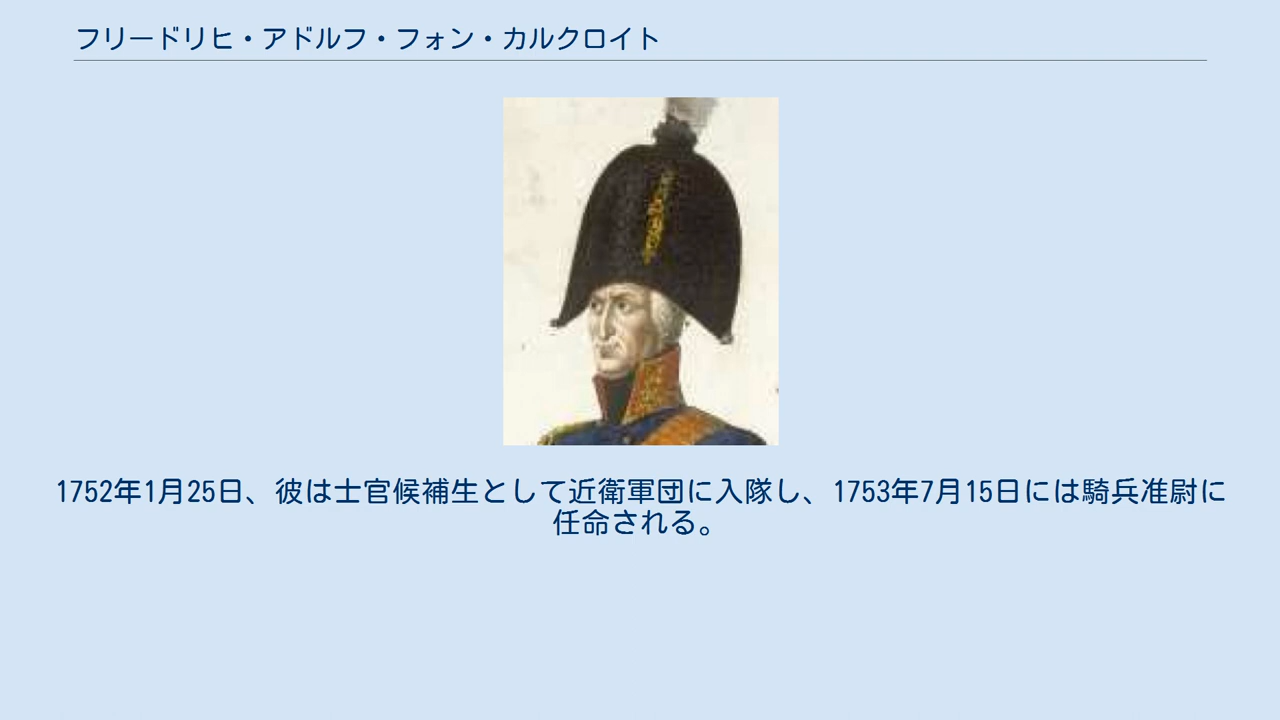 フリードリヒ・アドルフ・フォン・カルクロイト
1752年1月25日、彼は士官候補生として近衛軍団に入隊し、1753年7月15日には騎兵准尉に
任命される。